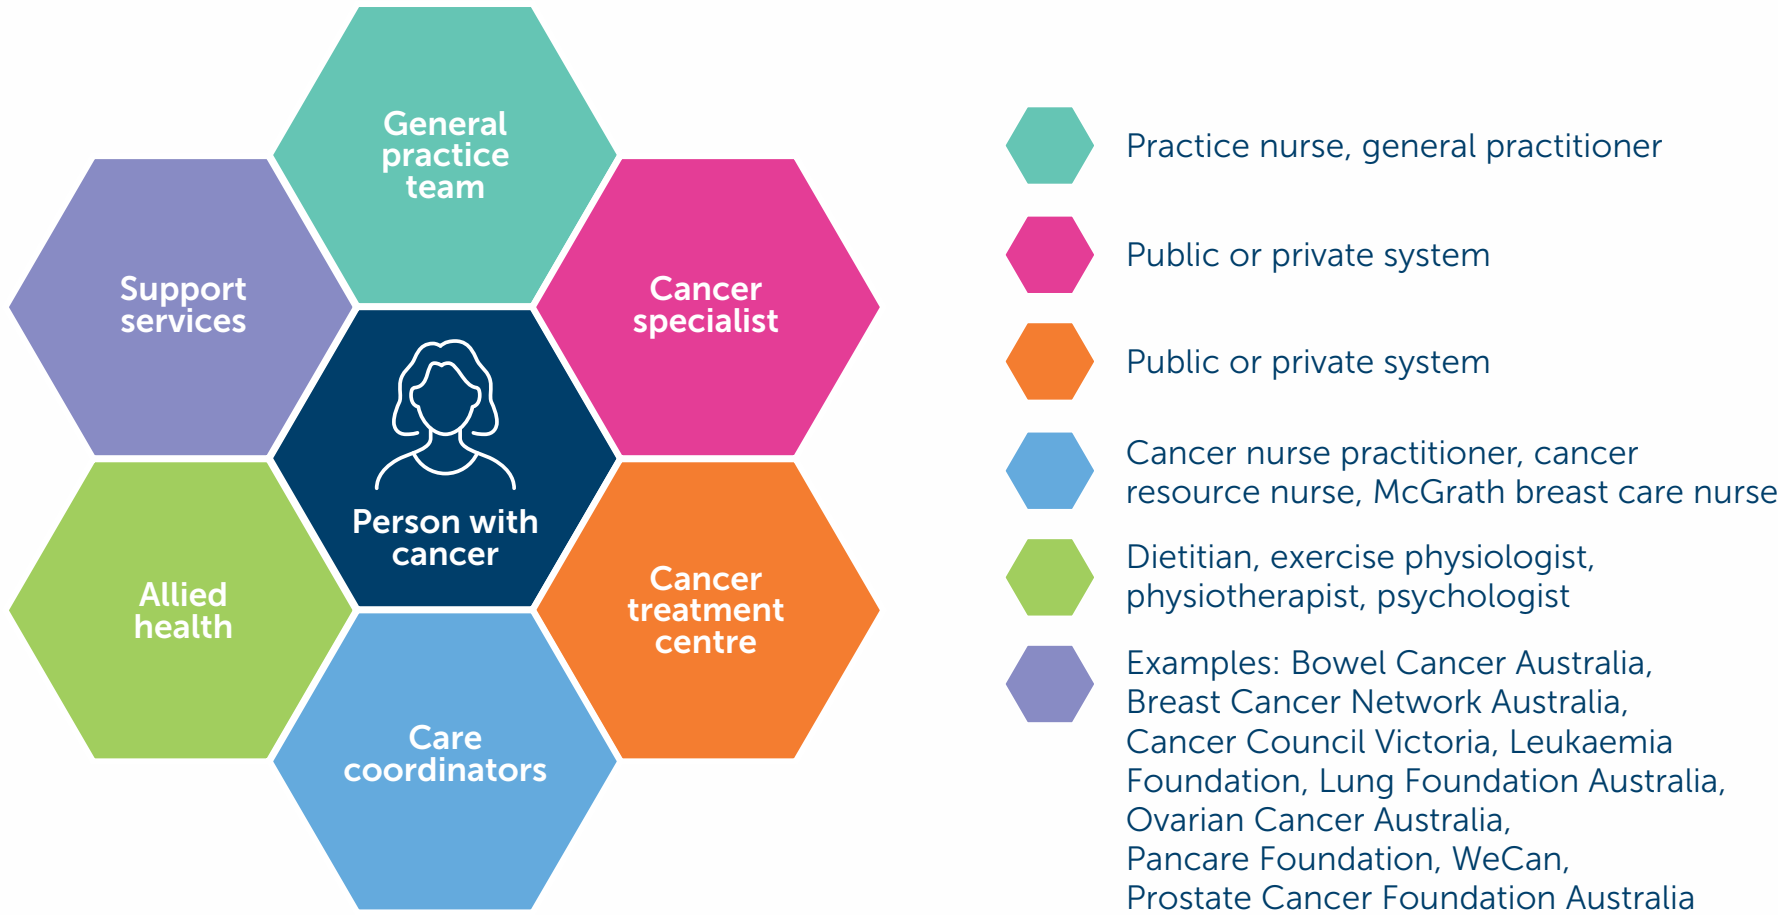 General
practice
team
Support
services
Cancer
specialist
Person with
cancer
Allied
health
Cancer
treatment
centre
Care
coordinators
Practice nurse, general practitioner
Public or private system
Public or private system
Cancer nurse practitioner, cancer
resource nurse, McGrath breast care nurse
Dietitian, exercise physiologist,
physiotherapist, psychologist
Examples: Bowel Cancer Australia,
Breast Cancer Network Australia,
Cancer Council Victoria, Leukaemia
Foundation, Lung Foundation Australia,
Ovarian Cancer Australia,
Pancare Foundation, WeCan,
Prostate Cancer Foundation Australia